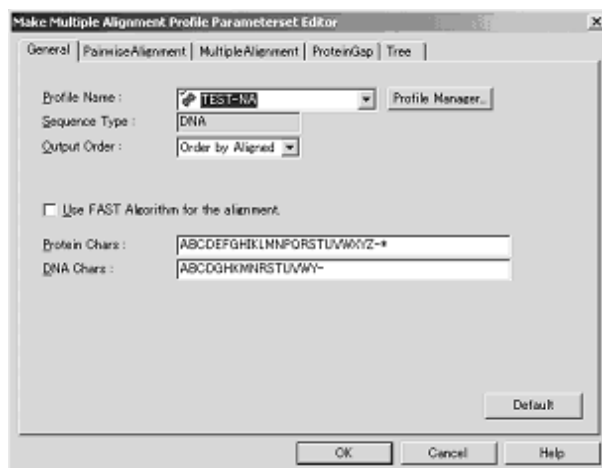 Make Multiple Alignment Profile Parameterset Editor
General PairwiseAlignment MultipleAlignment ProteinGap Tree
Profile Name : TEST-NA Profile Manager...
Sequence Type : DNA
Output Order : Order by Aligned
Use FAST Algorithm for the alignment.
Protein Chars : ABCDEFGHIKLMNPQRSTUVWXYZ-*
DNA Chars : ABCDGHKMNRSTUVWY-
Default
OK Cancel Help